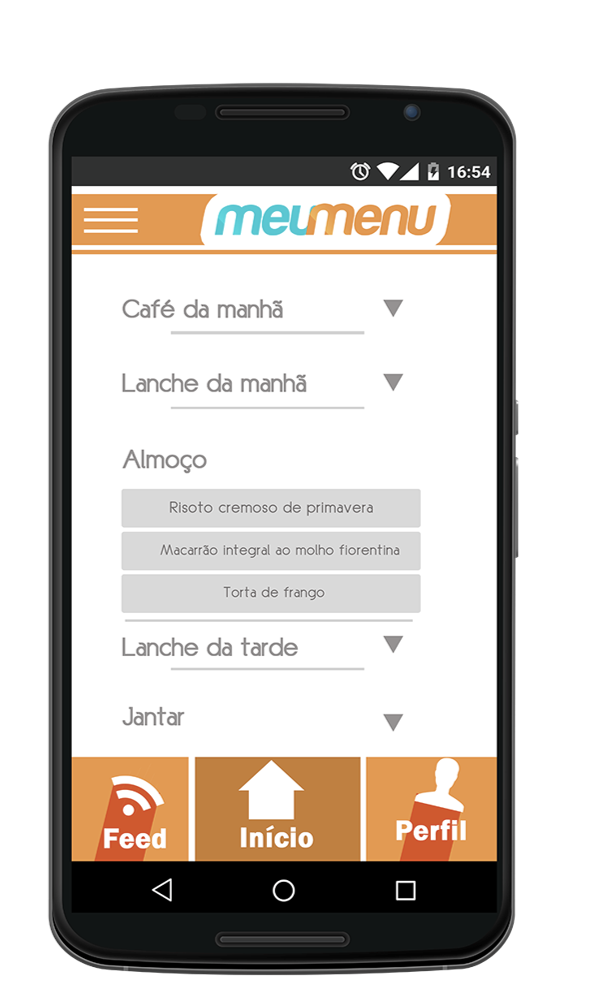 16:54
meumenu
Café da manhã
Lanche da manhã
Almoço
Risoto cremoso de primavera
Macarrão integral ao molho fiorentina
Torta de frango
Lanche da tarde
Jantar
Feed Início Perfil